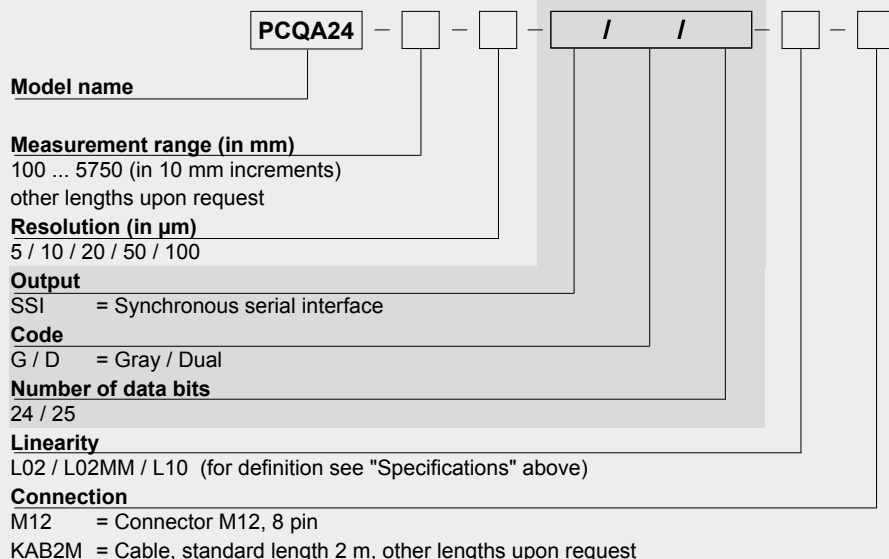 PCQA24 – – – / / – –
Model name
Measurement range (in mm)
100 ... 5750 (in 10 mm increments)
other lengths upon request
Resolution (in µm)
5 / 10 / 20 / 50 / 100
Output
SSI = Synchronous serial interface
Code
G / D = Gray / Dual
Number of data bits
24 / 25
Linearity
L02 / L02MM / L10 (for definition see "Specifications" above)
Connection
M12 = Connector M12, 8 pin
KAB2M = Cable, standard length 2 m, other lengths upon request